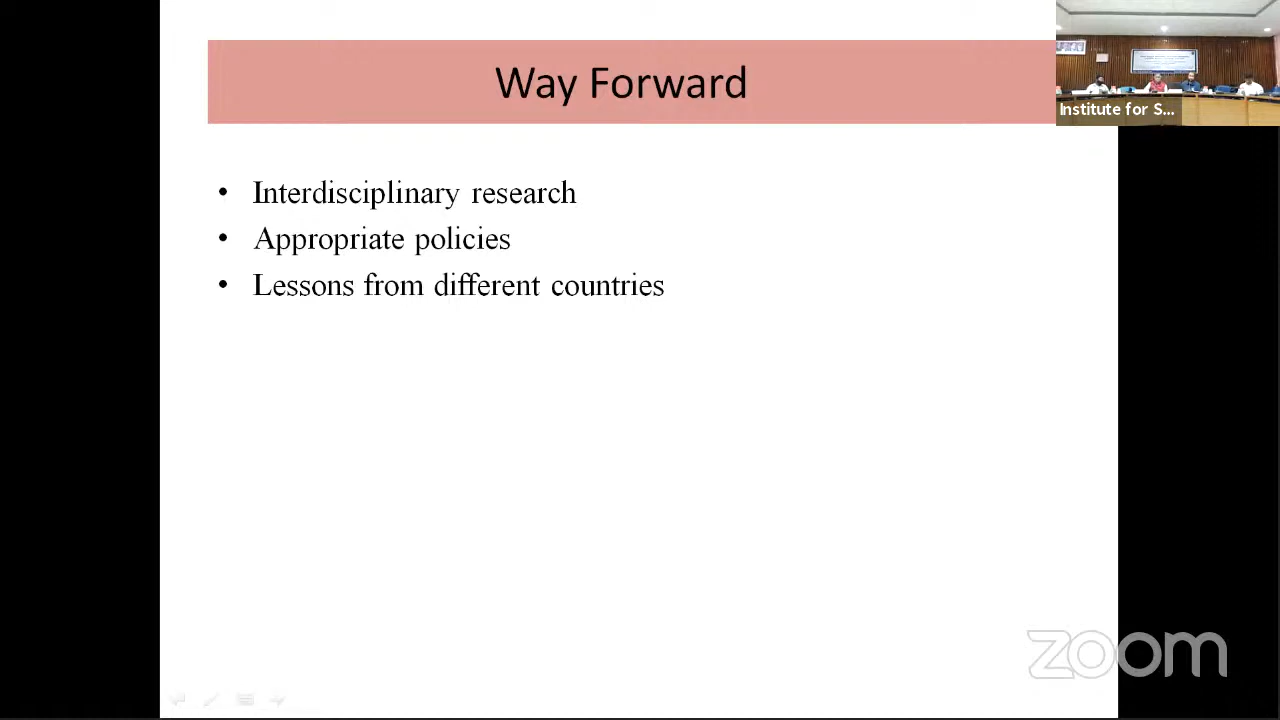 Way Forward
Institute for S...
• Interdisciplinary research
• Appropriate policies
• Lessons from different countries
zoom